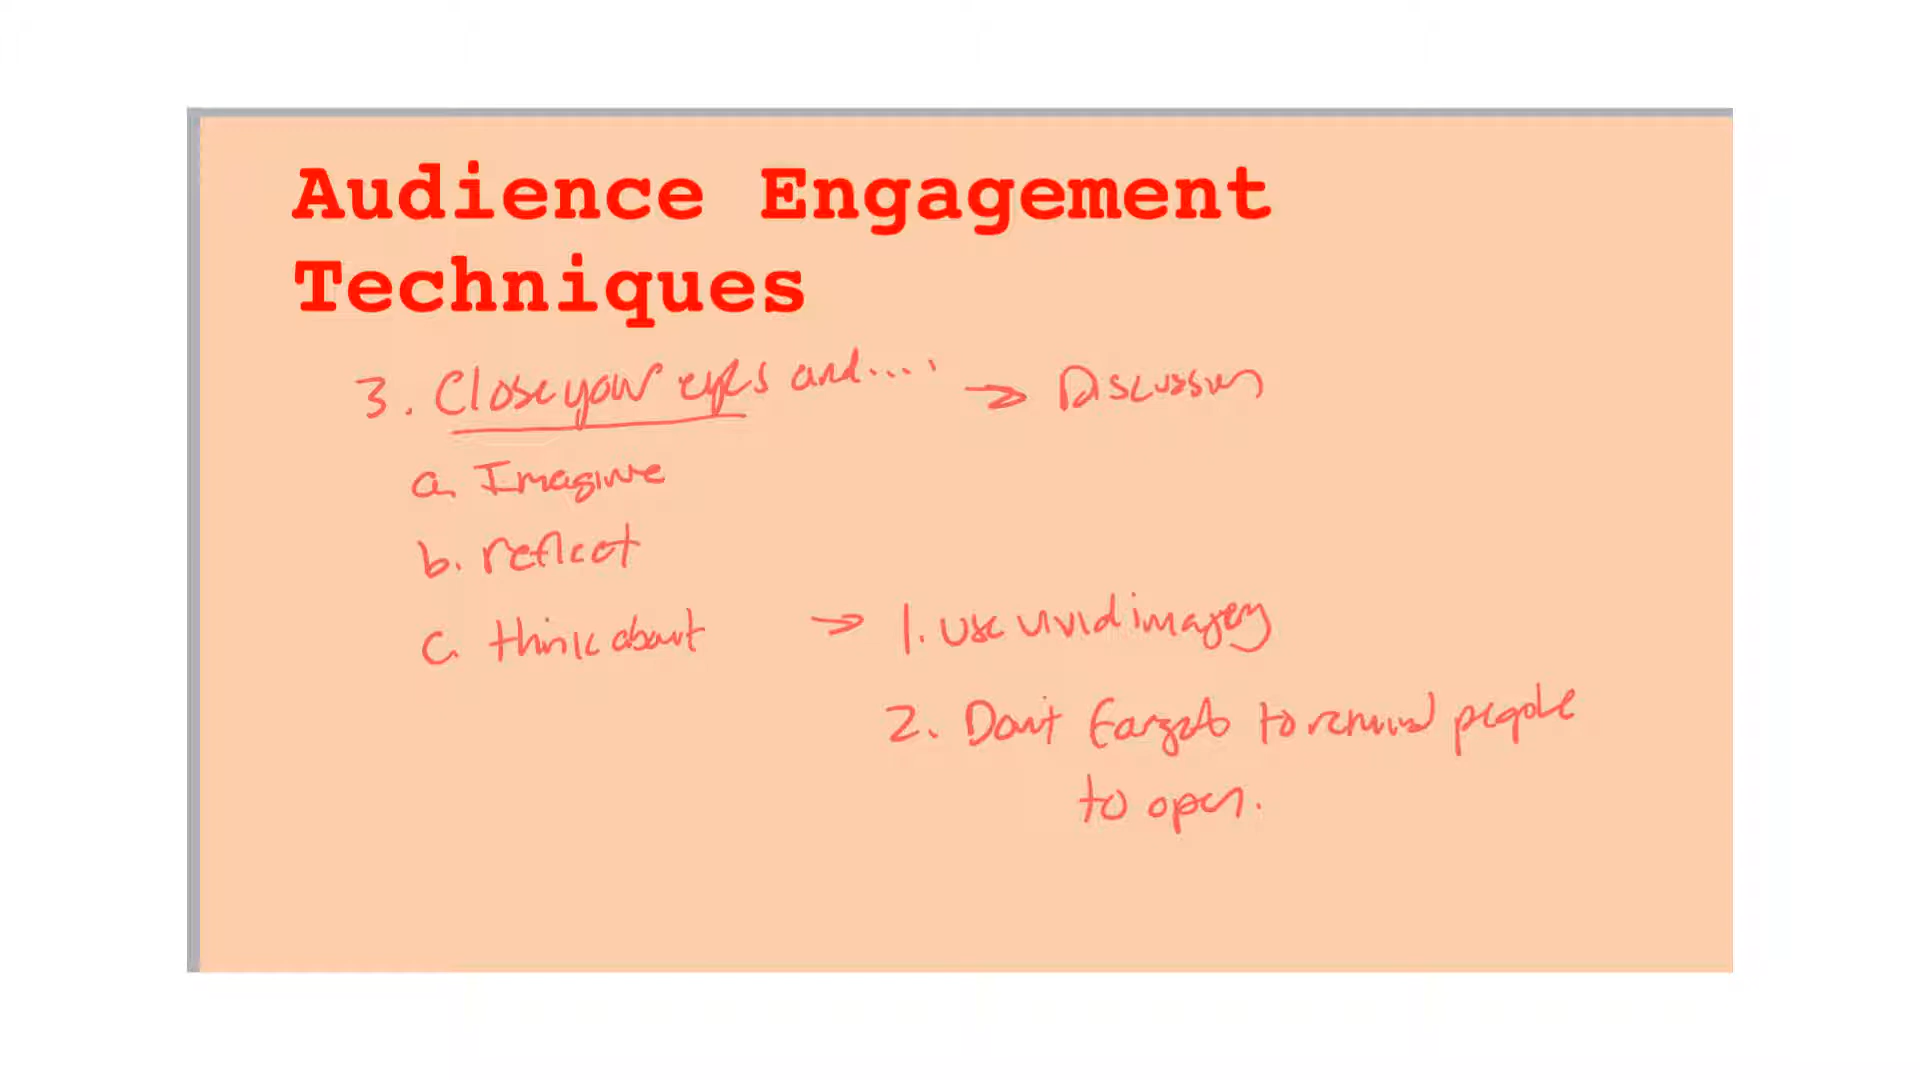 Audience Engagement
Techniques
3. Close your eyes and.... → Discussion
a. Imagine
b. reflect
c. think about → 1. use vivid imagery
2. Don't forget to remind people
to open.